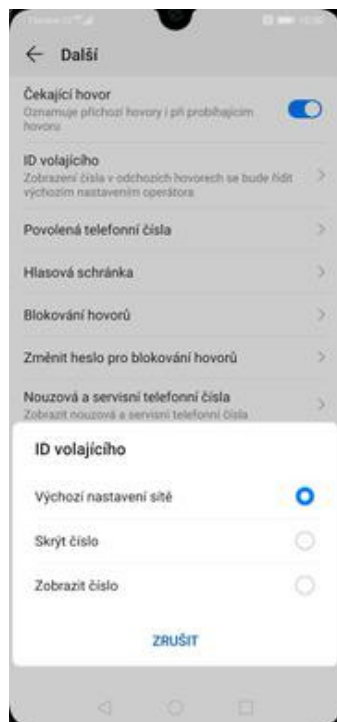 Další
Čekající hovor
Oznamuje příchozí hovory i při probíhajícím
hovoru
ID volajícího
Zobrazení čísla v odchozích hovorech se bude řídit
výchozím nastavením operátora
Povolená telefonní čísla
Hlasová schránka
Blokování hovorů
Změnit heslo pro blokování hovorů
Nouzová a servisní telefonní čísla
Zobrazit nouzová a servisní telefonní čísla
ID volajícího
Výchozí nastavení sítě
Skrýt číslo
Zobrazit číslo
ZRUŠIT